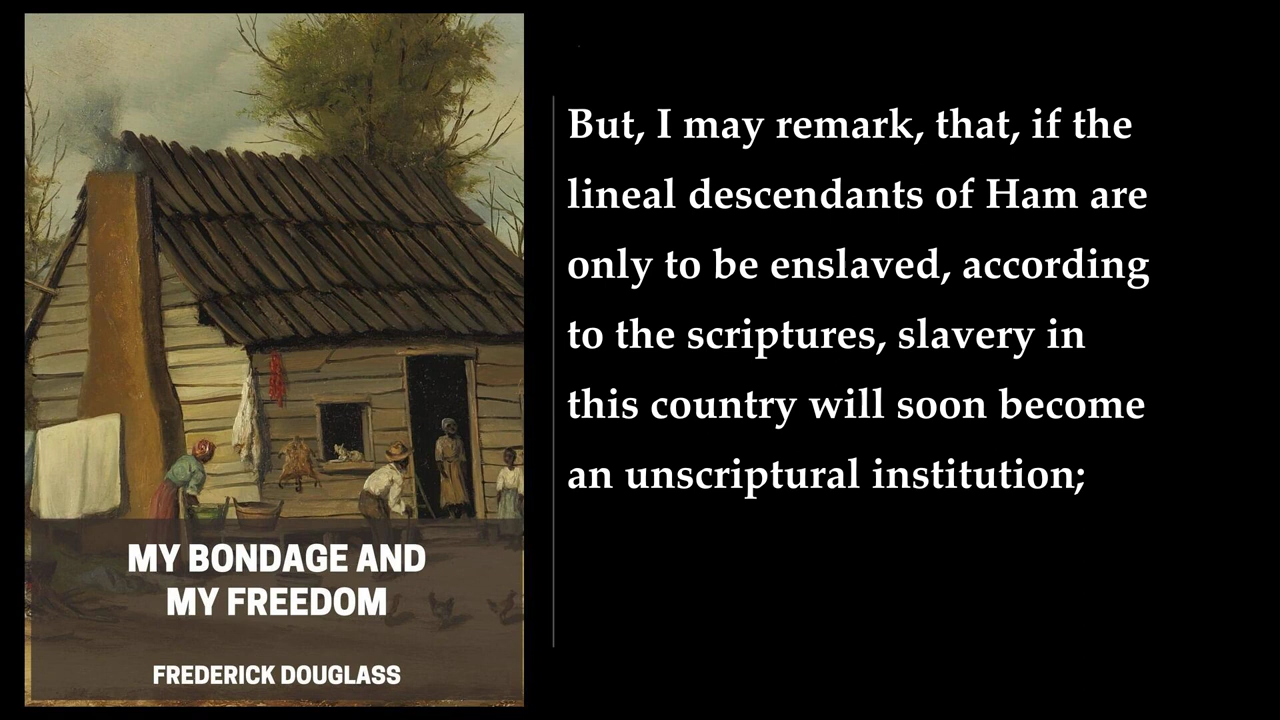 But, I may remark, that, if the
lineal descendants of Ham are
only to be enslaved, according
to the scriptures, slavery in
this country will soon become
an unscriptural institution;
MY BONDAGE AND
MY FREEDOM
FREDERICK DOUGLASS